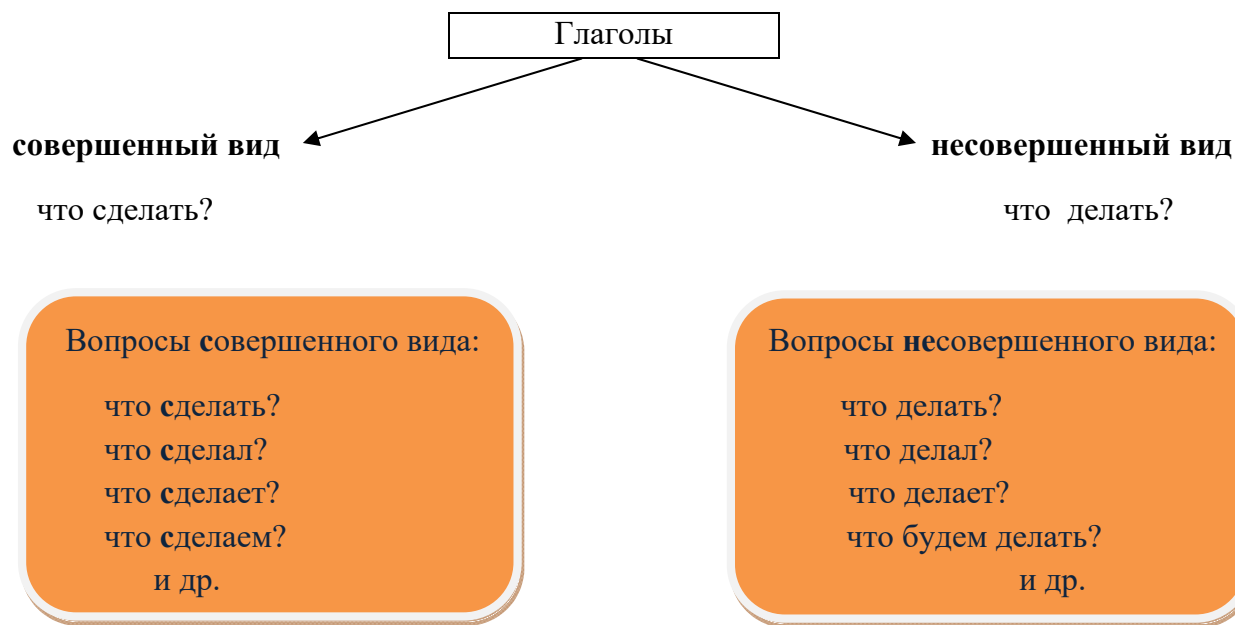 Глаголы
совершенный вид
несовершенный вид
что сделать?
что делать?
Вопросы совершенного вида:
что сделать?
что сделал?
что сделает?
что сделаем?
и др.
Вопросы несовершенного вида:
что делать?
что делал?
что делает?
что будем делать?
и др.